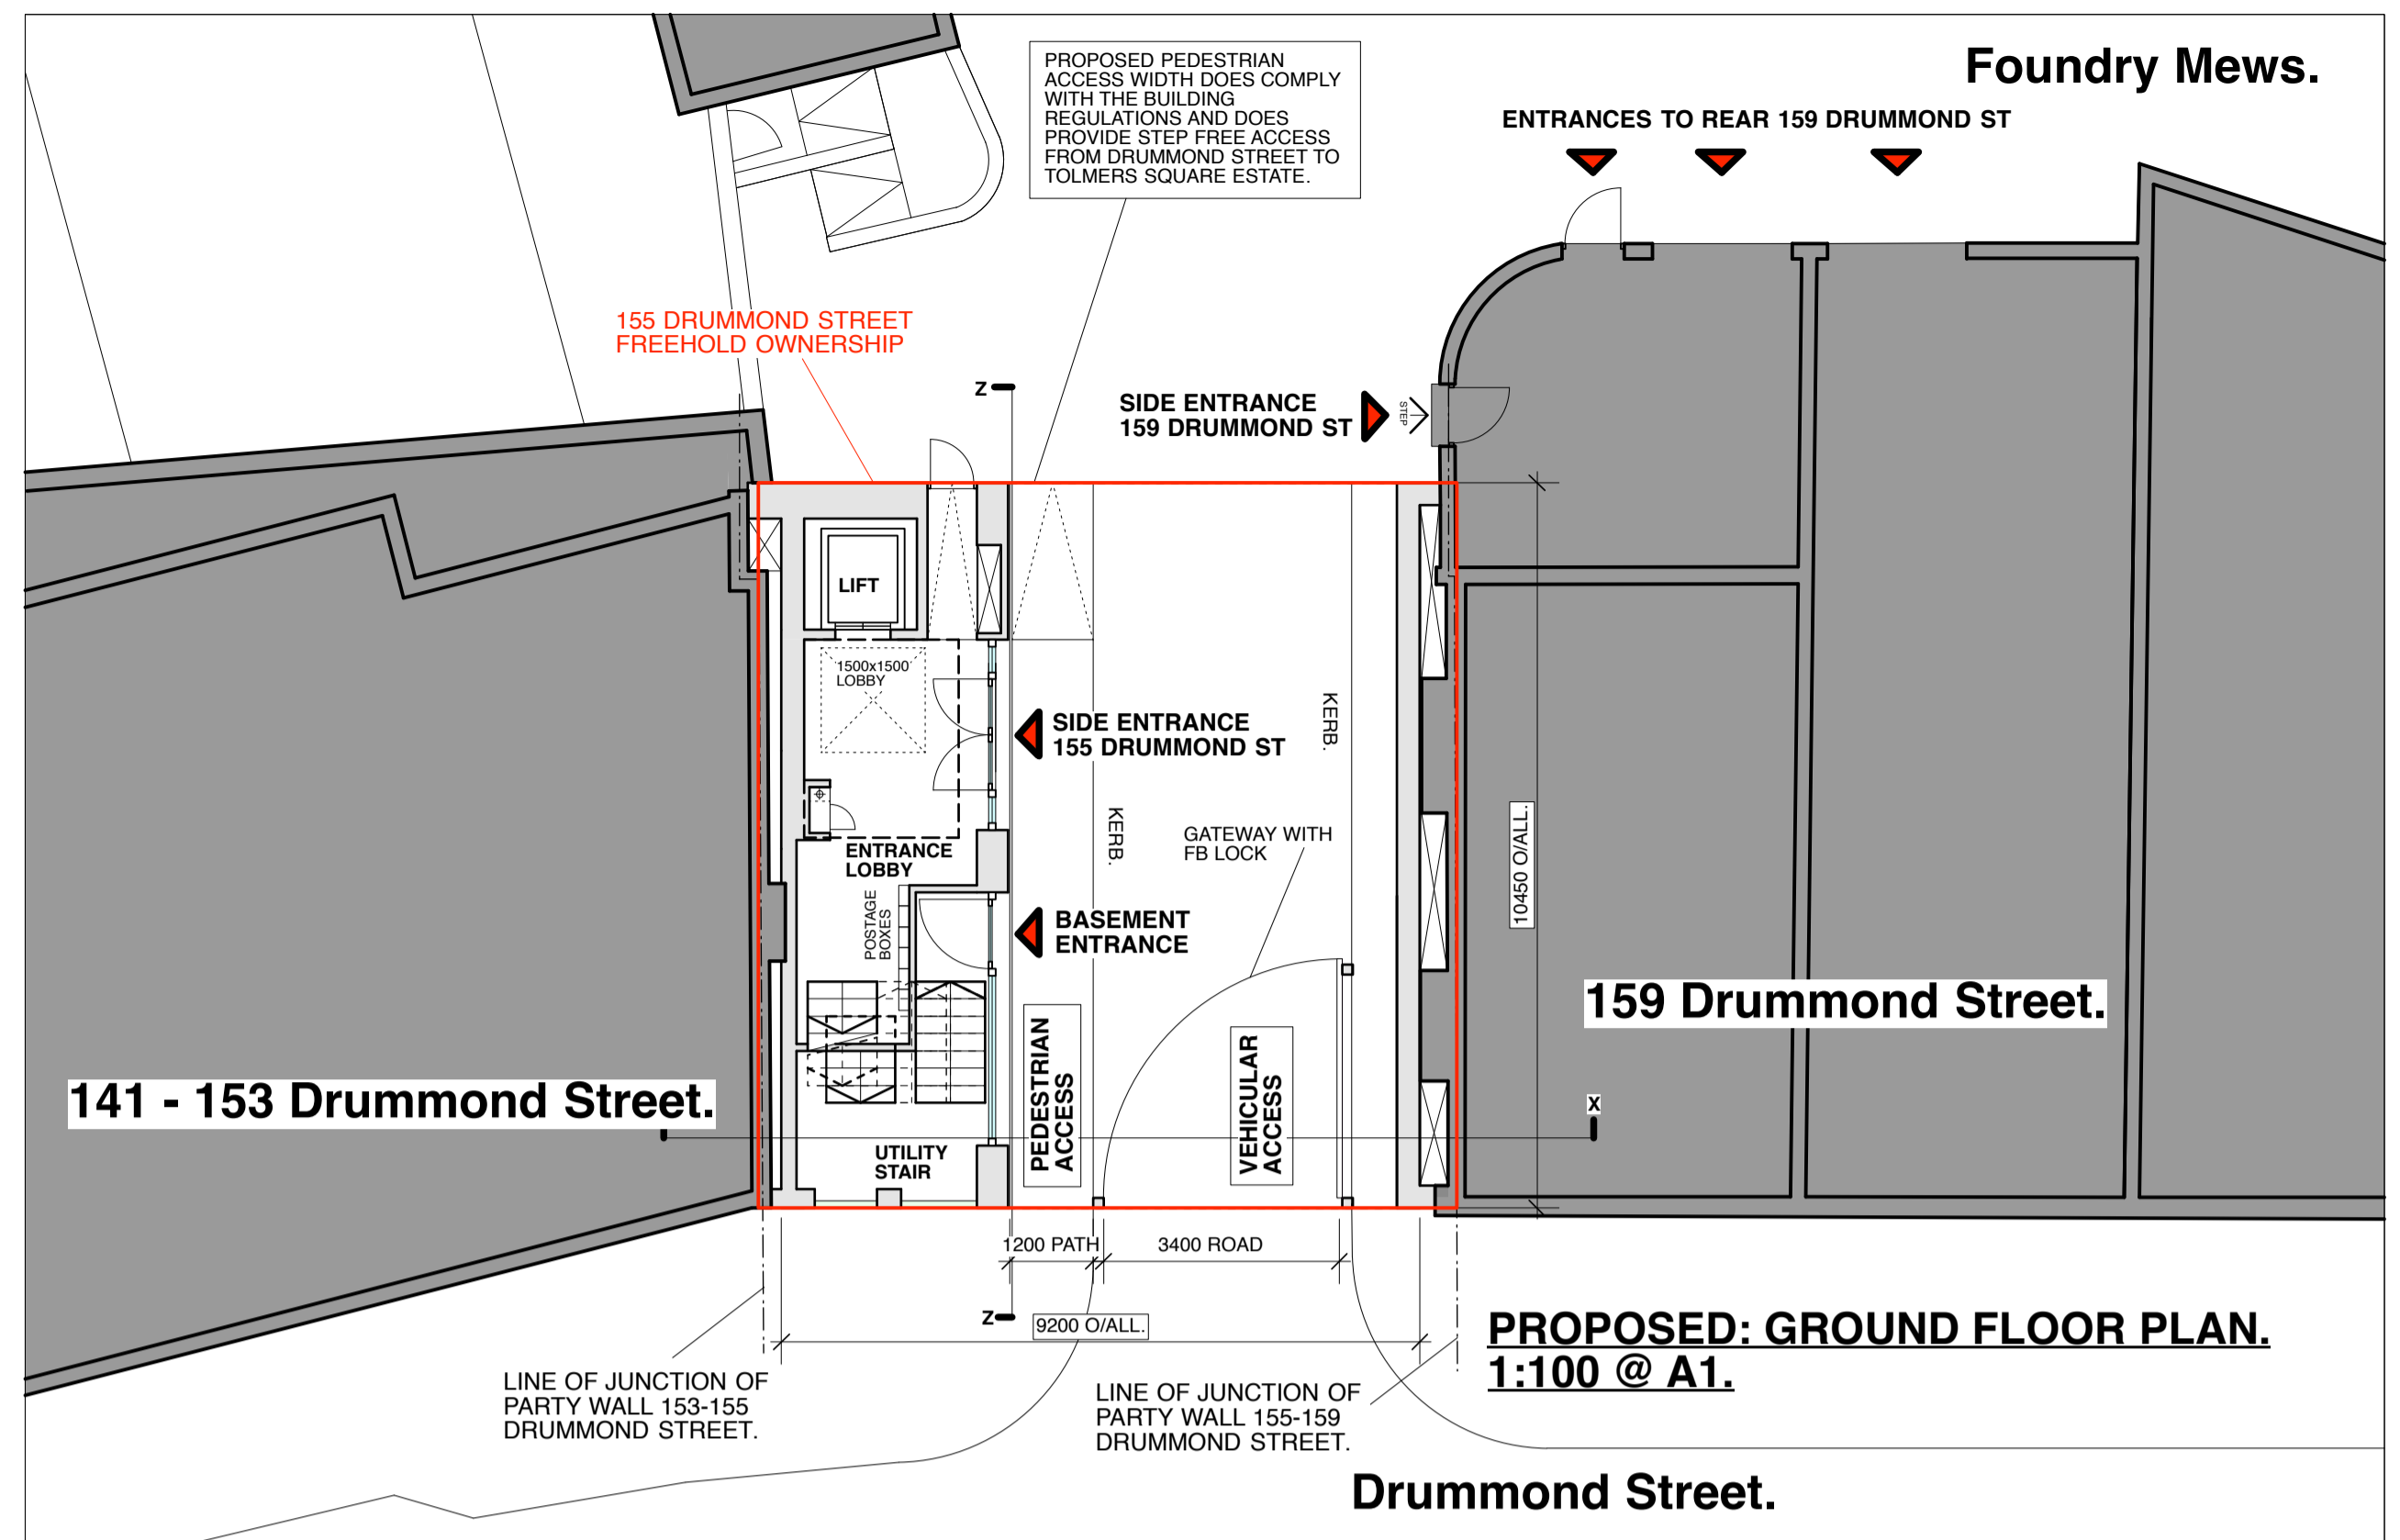 Foundry Mews.
PROPOSED PEDESTRIAN
ACCESS WIDTH DOES COMPLY
WITH THE BUILDING
REGULATIONS AND DOES
PROVIDE STEP FREE ACCESS
FROM DRUMMOND STREET TO
TOLMERS SQUARE ESTATE.
ENTRANCES TO REAR 159 DRUMMOND ST
155 DRUMMOND STREET
FREEHOLD OWNERSHIP
Z
SIDE ENTRANCE
159 DRUMMOND ST
STEP
LIFT
1500x1500
LOBBY
SIDE ENTRANCE
155 DRUMMOND ST
KERB.
KERB.
GATEWAY WITH
FB LOCK
10450 O/ALL.
ENTRANCE
LOBBY
POSTAGE
BOXES
BASEMENT
ENTRANCE
159 Drummond Street.
PEDESTRIAN
ACCESS
VEHICULAR
ACCESS
141 - 153 Drummond Street.
X
UTILITY
STAIR
1200 PATH
3400 ROAD
Z
9200 O/ALL.
PROPOSED: GROUND FLOOR PLAN.
1:100 @ A1.
LINE OF JUNCTION OF
PARTY WALL 153-155
DRUMMOND STREET.
LINE OF JUNCTION OF
PARTY WALL 155-159
DRUMMOND STREET.
Drummond Street.